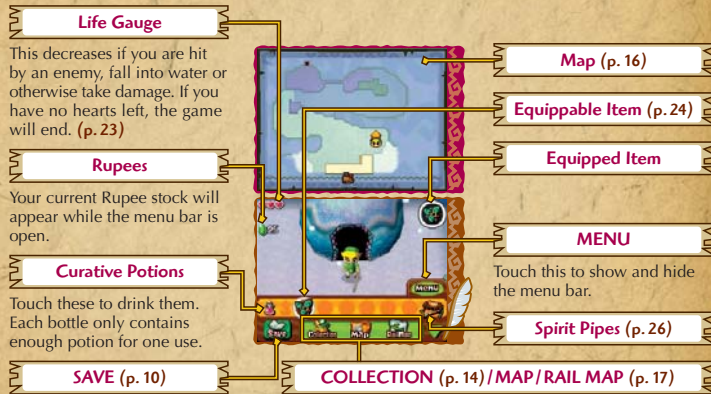 Life Gauge
This decreases if you are hit
by an enemy, fall into water or
otherwise take damage. If you
have no hearts left, the game
will end. (p. 23)
Rupees
Your current Rupee stock will
appear while the menu bar is
open.
Curative Potions
Touch these to drink them.
Each bottle only contains
enough potion for one use.
SAVE (p. 10)
Map (p. 16)
Equippable Item (p. 24)
Equipped Item
MENU
Touch this to show and hide
the menu bar.
Spirit Pipes (p. 26)
COLLECTION (p. 14) / MAP / RAIL MAP (p. 17)
Menu
Save
Collection
Map